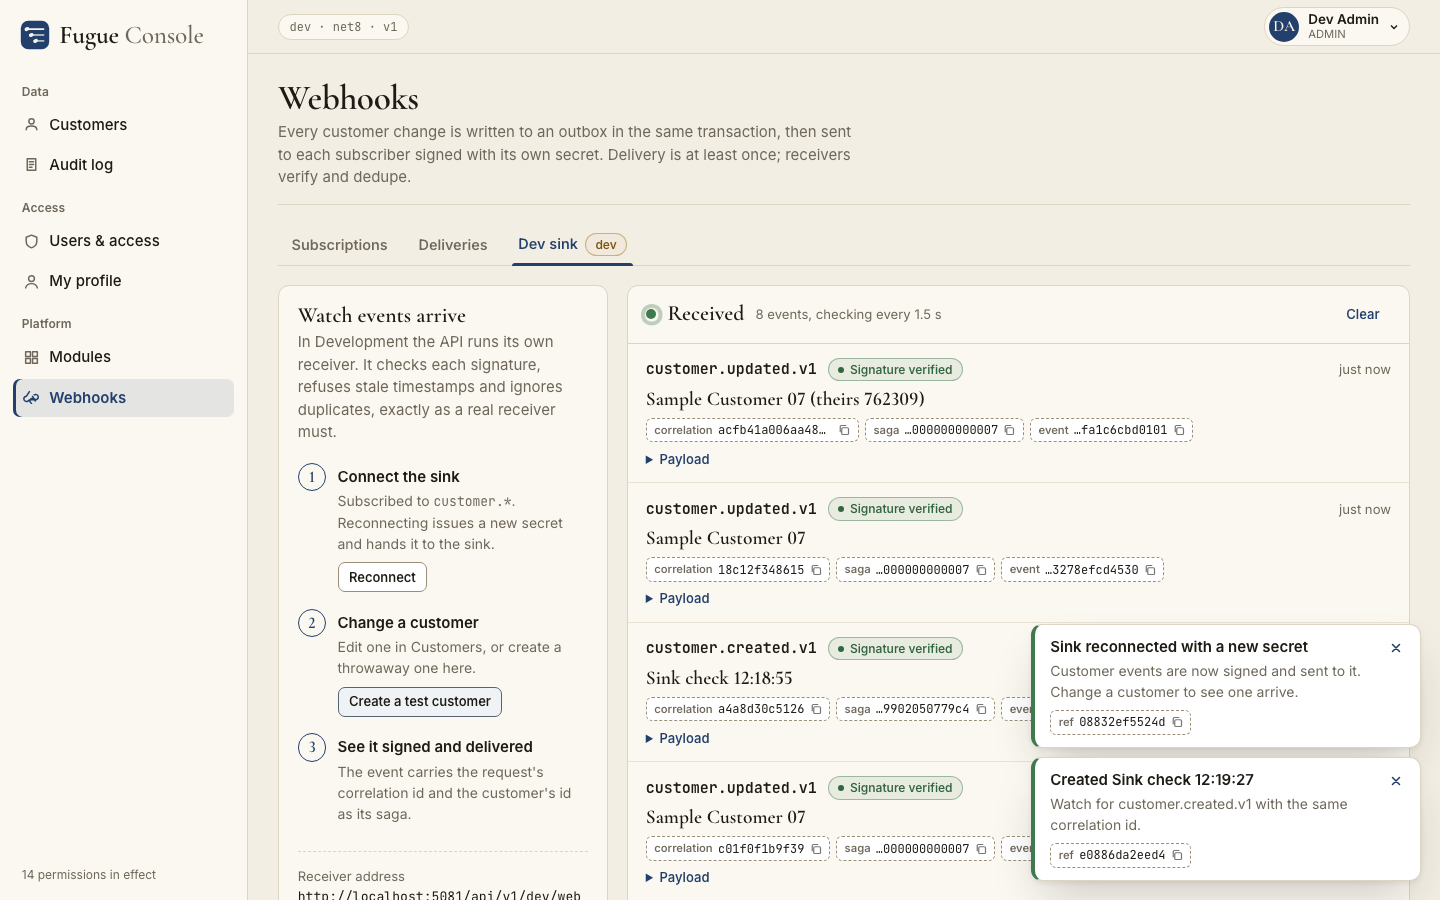 Fugue Console
Data
Customers
Audit log
Access
Users & access
My profile
Platform
Modules
Webhooks
14 permissions in effect
dev · net8 · v1
DA
Dev Admin
ADMIN
Webhooks
Every customer change is written to an outbox in the same transaction, then sent
to each subscriber signed with its own secret. Delivery is at least once; receivers
verify and dedupe.
Subscriptions
Deliveries
Dev sink
dev
Watch events arrive
In Development the API runs its own
receiver. It checks each signature,
refuses stale timestamps and ignores
duplicates, exactly as a real receiver
must.
1
Connect the sink
Subscribed to customer.*.
Reconnecting issues a new secret
and hands it to the sink.
Reconnect
2
Change a customer
Edit one in Customers, or create a
throwaway one here.
Create a test customer
3
See it signed and delivered
The event carries the request's
correlation id and the customer's id
as its saga.
Receiver address
http://localhost:5081/api/v1/dev/web
Received
8 events, checking every 1.5 s
Clear
customer.updated.v1
Signature verified
just now
Sample Customer 07 (theirs 762309)
correlation acfb41a006aa48…
saga …000000000007
event …fa1c6cbd0101
Payload
customer.updated.v1
Signature verified
just now
Sample Customer 07
correlation 18c12f348615
saga …000000000007
event …3278efcd4530
Payload
customer.created.v1
Signature verified
Sink check 12:18:55
correlation a4a8d30c5126
saga …9902050779c4
Payload
customer.updated.v1
Signature verified
Sample Customer 07
correlation c01f0f1b9f39
saga …000000000007
Payload
Sink reconnected with a new secret
Customer events are now signed and sent to it.
Change a customer to see one arrive.
ref 08832ef5524d
Created Sink check 12:19:27
Watch for customer.created.v1 with the same
correlation id.
ref e0886da2eed4